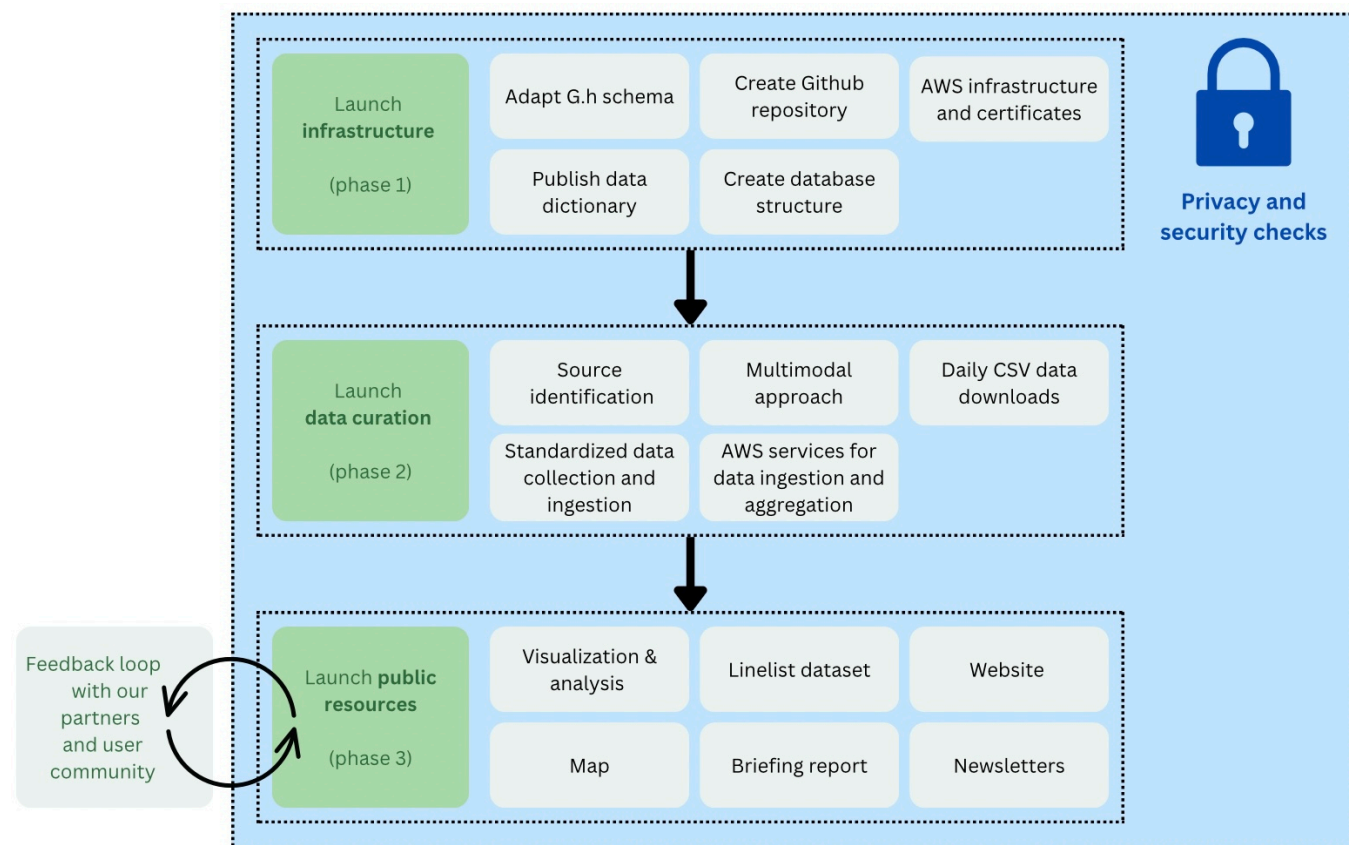 Launch
infrastructure
(phase 1)
Adapt G.h schema
Create Github
repository
AWS infrastructure
and certificates
Publish data
dictionary
Create database
structure
Privacy and
security checks
Launch
data curation
(phase 2)
Source
identification
Multimodal
approach
Daily CSV data
downloads
Standardized data
collection and
ingestion
AWS services for
data ingestion and
aggregation
Feedback loop
with our
partners
and user
community
Launch public
resources
(phase 3)
Visualization &
analysis
Linelist dataset
Website
Map
Briefing report
Newsletters